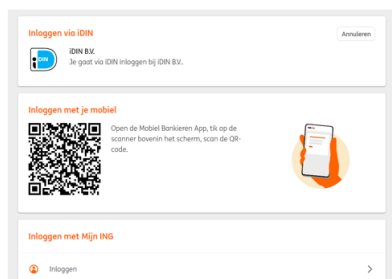 Inloggen via iDIN
Annuleren
iDIN
iDIN B.V.
Je gaat via iDIN inloggen bij iDIN B.V..
Inloggen met je mobiel
Open de Mobiel Bankieren App, tik op de
scanner bovenin het scherm, scan de QR-
code.
Inloggen met Mijn ING
Inloggen